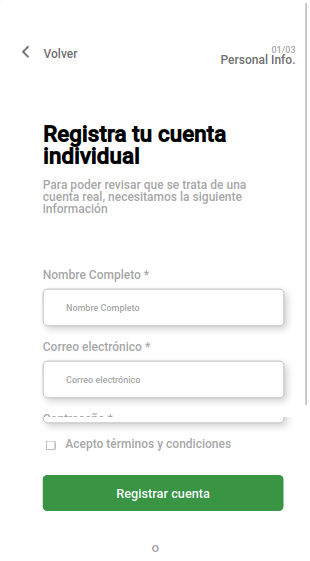 Volver
01/03
Personal Info.
Registra tu cuenta
individual
Para poder revisar que se trata de una
cuenta real, necesitamos la siguiente
información
Nombre Completo *
Nombre Completo
Correo electrónico *
Correo electrónico
Contraseña *
Acepto términos y condiciones
Registrar cuenta
O